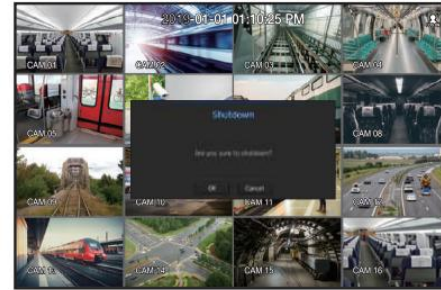 2019-01-01 01:10:25 PM
CAM 01
CAM 02
CAM 03
CAM 04
Shutdown
CAM 05
CAM 08
Are you sure to shutdown?
OK Cancel
CAM 09
CAM 10
CAM 11
CAM 12
CAM 13
CAM 14
CAM 15
CAM 16